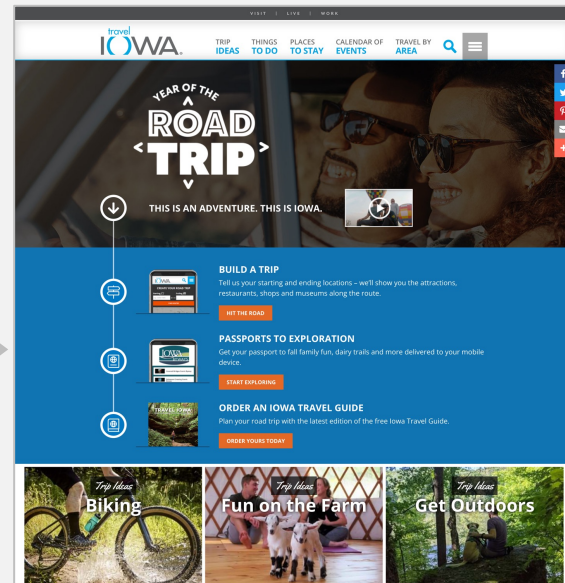 VISIT | LIVE | WORK
travel
IOWA
TRIP IDEAS
THINGS TO DO
PLACES TO STAY
CALENDAR OF EVENTS
TRAVEL BY AREA
YEAR OF THE
ROAD
TRIP
THIS IS AN ADVENTURE. THIS IS IOWA.
BUILD A TRIP
Tell us your starting and ending locations – we'll show you the attractions,
restaurants, shops and museums along the route.
HIT THE ROAD
PASSPORTS TO EXPLORATION
Get your passport to fall family fun, dairy trails and more delivered to your mobile
device.
START EXPLORING
TRAVEL IOWA
ORDER AN IOWA TRAVEL GUIDE
Plan your road trip with the latest edition of the free Iowa Travel Guide.
ORDER YOURS TODAY
Trip Ideas
Biking
Trip Ideas
Fun on the Farm
Trip Ideas
Get Outdoors